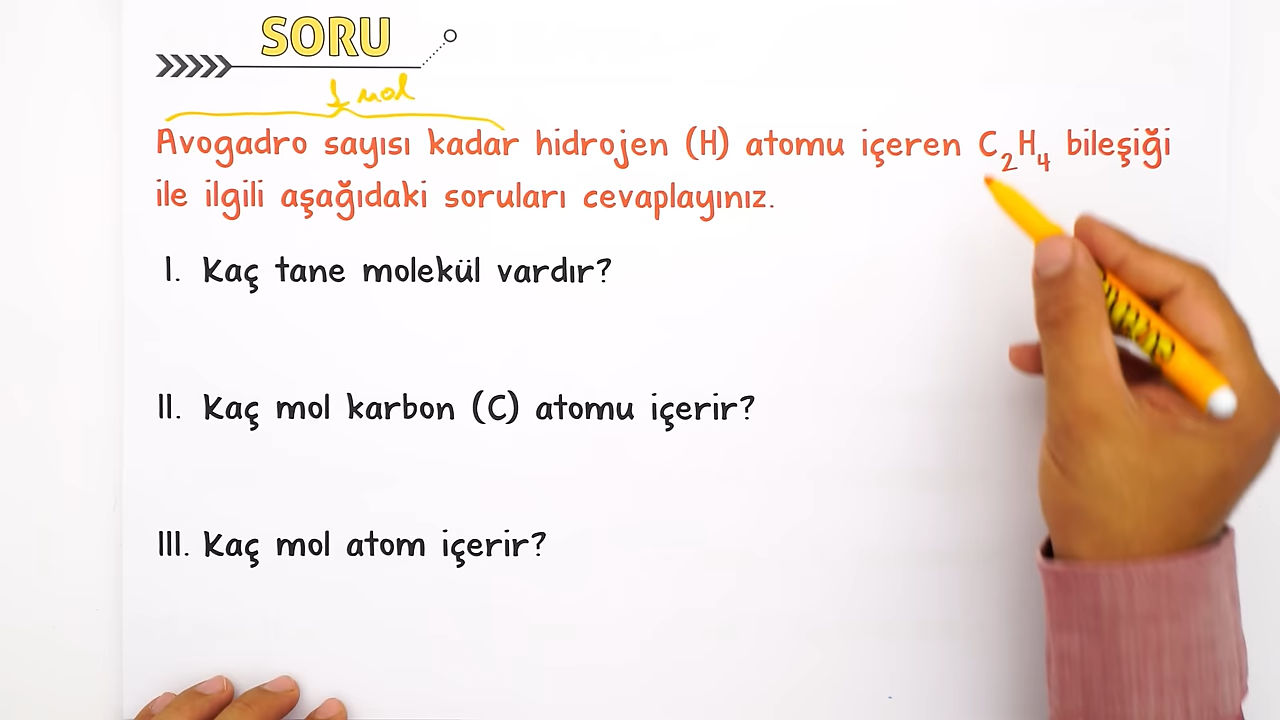 SORU
1 mol
Avogadro sayısı kadar hidrojen (H) atomu içeren C₂H₄ bileşiği
ile ilgili aşağıdaki soruları cevaplayınız.
I. Kaç tane molekül vardır?
II. Kaç mol karbon (C) atomu içerir?
III. Kaç mol atom içerir?